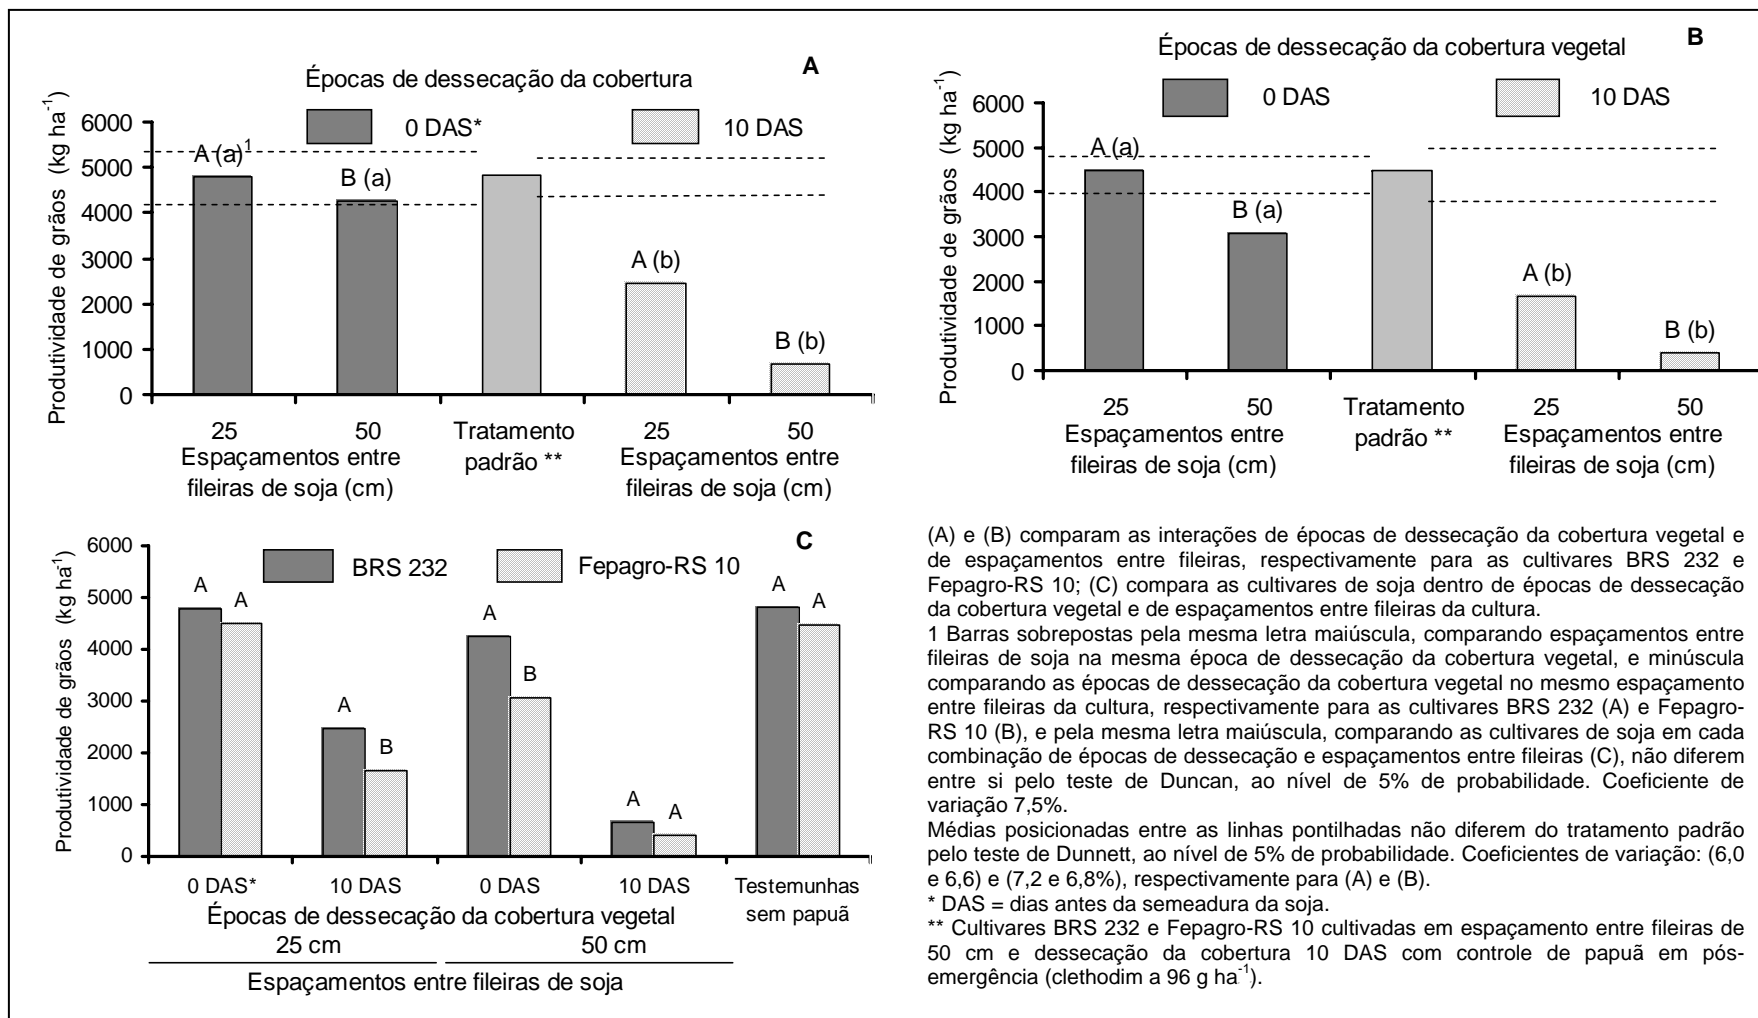 A
Épocas de dessecação da cobertura
0 DAS*
10 DAS
Produtividade de grãos (kg ha-1)
6000
5000
4000
3000
2000
1000
0
A (a)1
B (a)
A (b)
B (b)
25
50
Tratamento
padrão **
25
50
Espaçamentos entre
fileiras de soja (cm)
Espaçamentos entre
fileiras de soja (cm)
B
Épocas de dessecação da cobertura vegetal
0 DAS
10 DAS
Produtividade de grãos (kg ha-1)
6000
5000
4000
3000
2000
1000
0
A (a)
B (a)
A (b)
B (b)
25
50
Tratamento
padrão **
25
50
Espaçamentos entre
fileiras de soja (cm)
Espaçamentos entre
fileiras de soja (cm)
C
BRS 232
Fepagro-RS 10
Produtividade de grãos (kg ha-1)
6000
5000
4000
3000
2000
1000
0
A
A
A
B
A
B
A
A
A
A
0 DAS*
10 DAS
0 DAS
10 DAS
Testemunhas
sem papuã
Épocas de dessecação da cobertura vegetal
25 cm
50 cm
Espaçamentos entre fileiras de soja
(A) e (B) comparam as interações de épocas de dessecação da cobertura vegetal e
de espaçamentos entre fileiras, respectivamente para as cultivares BRS 232 e
Fepagro-RS 10; (C) compara as cultivares de soja dentro de épocas de dessecação
da cobertura vegetal e de espaçamentos entre fileiras da cultura.
1 Barras sobrepostas pela mesma letra maiúscula, comparando espaçamentos entre
fileiras de soja na mesma época de dessecação da cobertura vegetal, e minúscula
comparando as épocas de dessecação da cobertura vegetal no mesmo espaçamento
entre fileiras da cultura, respectivamente para as cultivares BRS 232 (A) e Fepagro-
RS 10 (B), e pela mesma letra maiúscula, comparando as cultivares de soja em cada
combinação de épocas de dessecação e espaçamentos entre fileiras (C), não diferem
entre si pelo teste de Duncan, ao nível de 5% de probabilidade. Coeficiente de
variação 7,5%.
Médias posicionadas entre as linhas pontilhadas não diferem do tratamento padrão
pelo teste de Dunnett, ao nível de 5% de probabilidade. Coeficientes de variação: (6,0
e 6,6) e (7,2 e 6,8%), respectivamente para (A) e (B).
* DAS = dias antes da semeadura da soja.
** Cultivares BRS 232 e Fepagro-RS 10 cultivadas em espaçamento entre fileiras de
50 cm e dessecação da cobertura 10 DAS com controle de papuã em pós-
emergência (clethodim a 96 g ha-1).